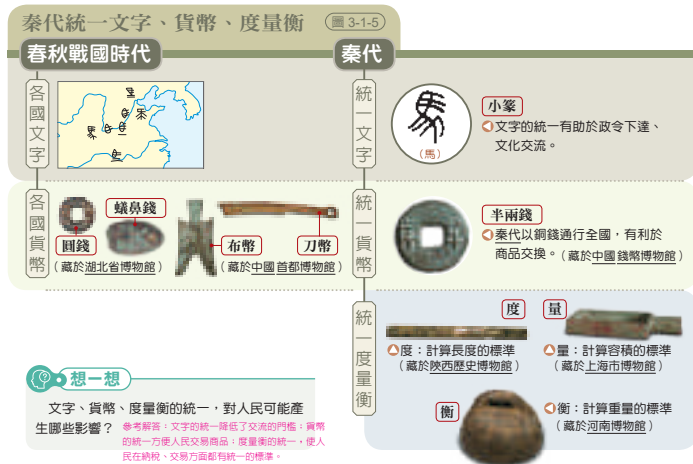 秦代統一文字、貨幣、度量衡 圖 3-1-5
春秋戰國時代
秦代
各國文字
統一文字
(馬)
小篆
文字的統一有助於政令下達、
文化交流。
各國貨幣
圓錢
蟻鼻錢
(藏於湖北省博物館)
布幣
刀幣
(藏於中國首都博物館)
統一貨幣
半兩錢
秦代以銅錢通行全國,有利於
商品交換。(藏於中國錢幣博物館)
統一度量衡
度
度:計算長度的標準
(藏於陝西歷史博物館)
量
量:計算容積的標準
(藏於上海市博物館)
衡
衡:計算重量的標準
(藏於河南博物館)
想一想
文字、貨幣、度量衡的統一,對人民可能產
生哪些影響?
參考解答:文字的統一降低了交流的門檻;貨幣
的統一方便人民交易商品;度量衡的統一,使人
民在納稅、交易方面都有統一的標準。